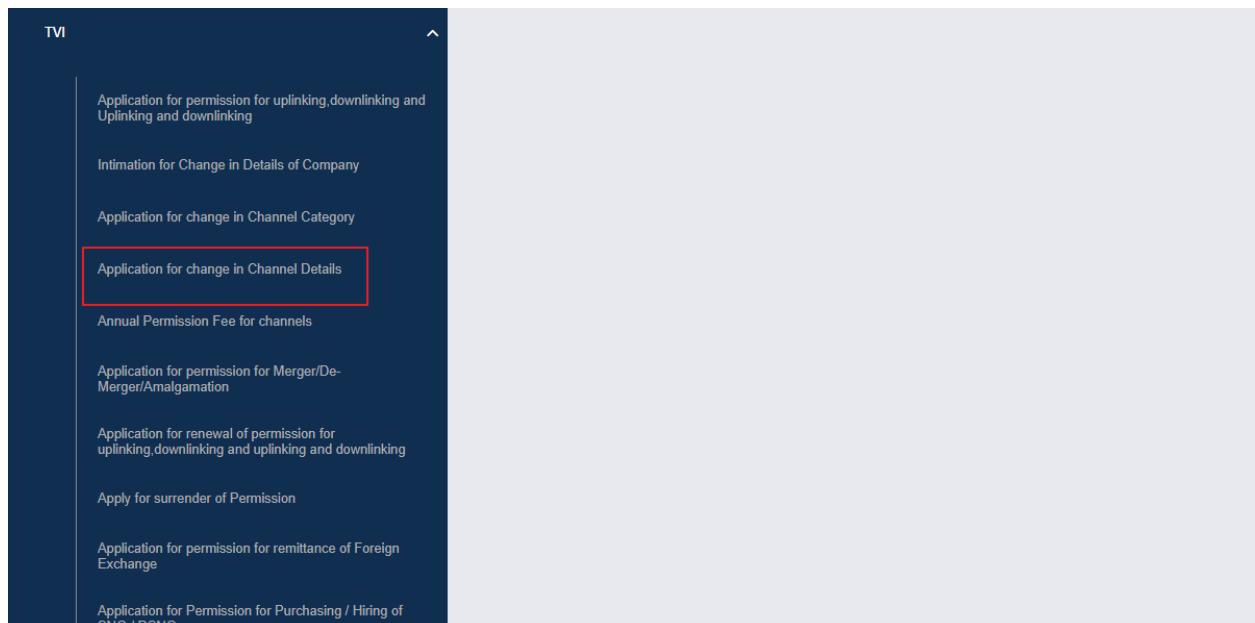 TVI
Application for permission for uplinking,downlinking and
Uplinking and downlinking
Intimation for Change in Details of Company
Application for change in Channel Category
Application for change in Channel Details
Annual Permission Fee for channels
Application for permission for Merger/De-
Merger/Amalgamation
Application for renewal of permission for
uplinking,downlinking and uplinking and downlinking
Apply for surrender of Permission
Application for permission for remittance of Foreign
Exchange
Application for Permission for Purchasing / Hiring of